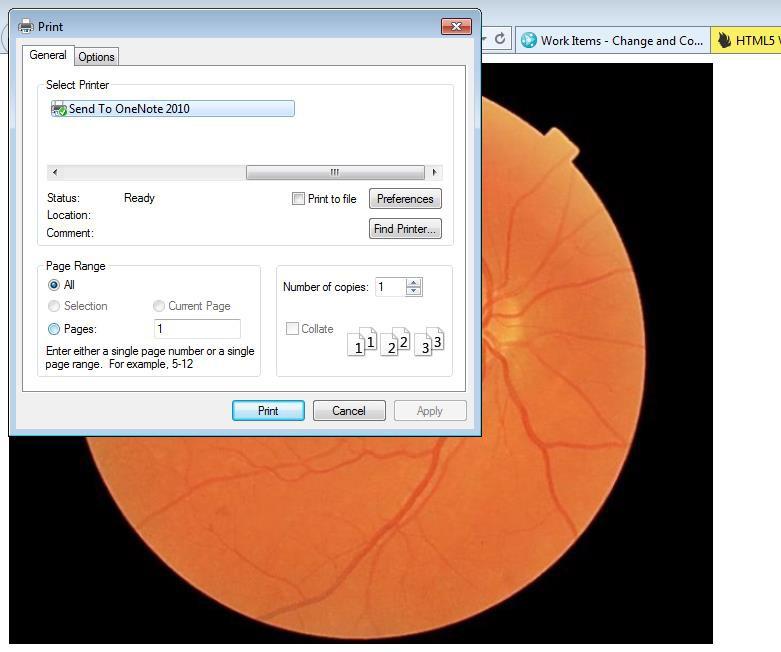 Print
Work Items - Change and Co...
HTML5
General
Options
Select Printer
Send To OneNote 2010
Status: Ready
Print to file
Preferences
Location:
Comment:
Find Printer...
Page Range
All
Selection
Current Page
Pages: 1
Enter either a single page number or a single
page range. For example, 5-12
Number of copies: 1
Collate
1 1 2 2 3 3
Print
Cancel
Apply